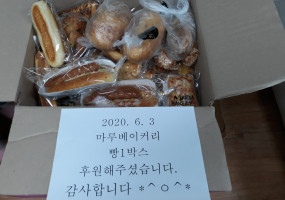 2020. 6. 3
마루베이커리
빵1박스
후원해주셨습니다.
감사합니다 *^ㅇ^*